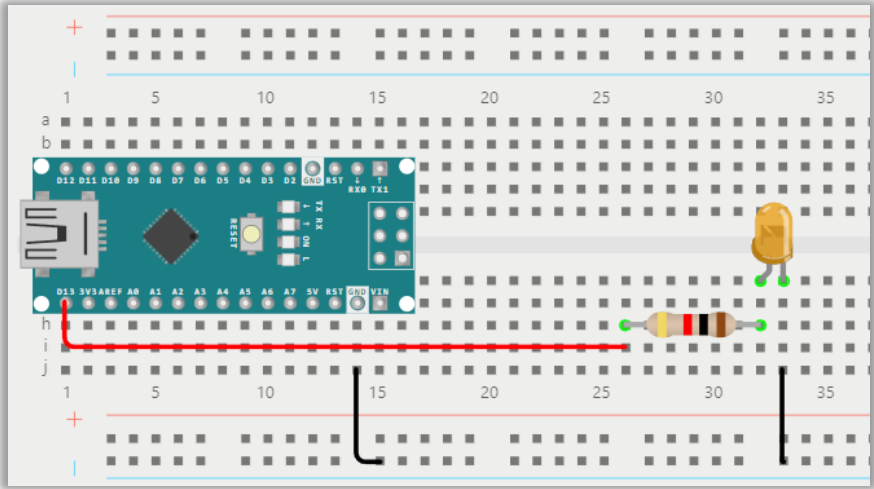 +
|
1 5 10 15 20 25 30 35
a
b
D12 D11 D10 D9 D8 D7 D6 D5 D4 D3 D2 GND RST ↓ ↑
RX0 TX1
RESET
TX
RX
ON
L
D13 3V3 AREF A0 A1 A2 A3 A4 A5 A6 A7 5V RST GND VIN
h
i
j
1 5 10 15 20 25 30 35
+
|